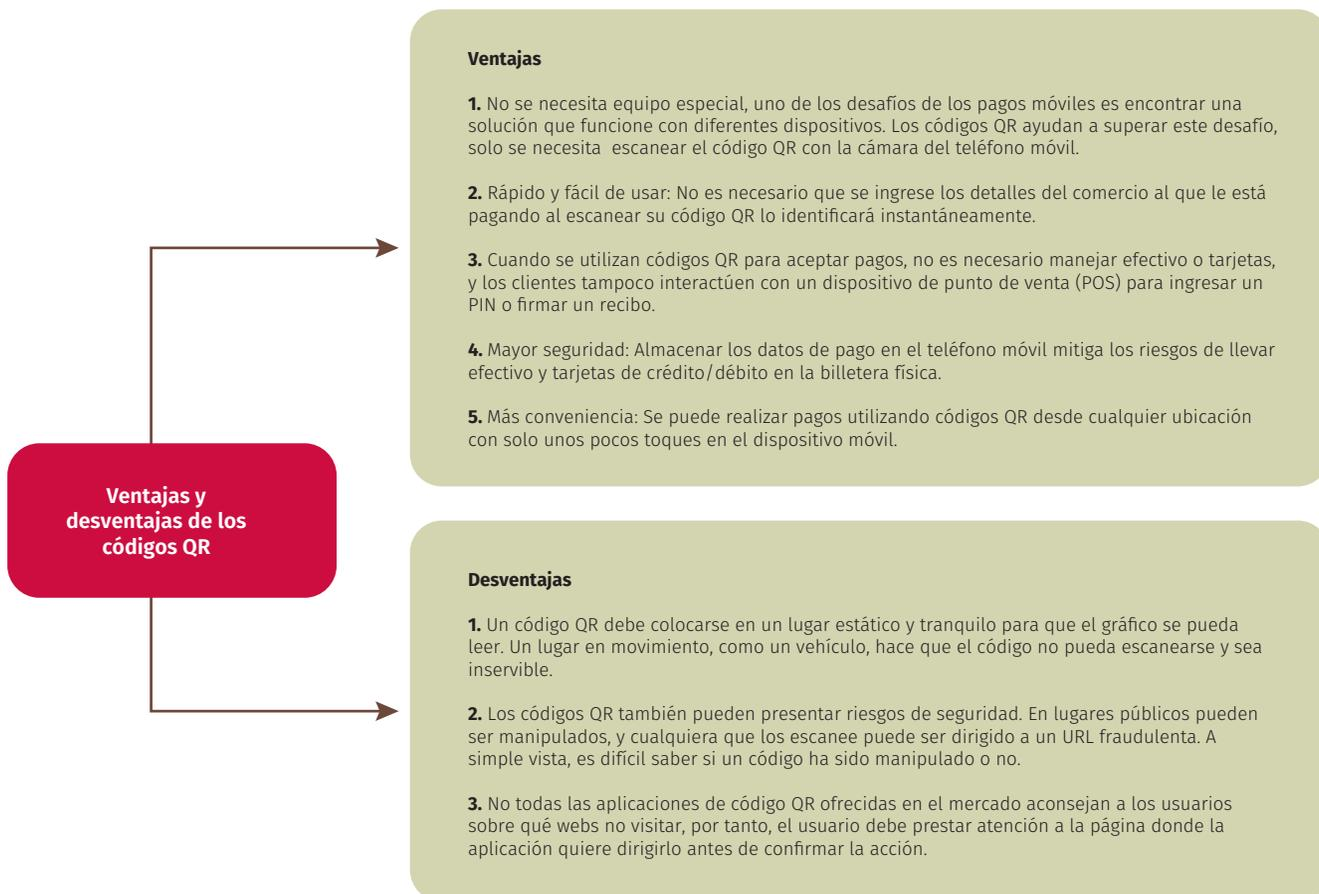 Ventajas
1. No se necesita equipo especial, uno de los desafíos de los pagos móviles es encontrar una
solución que funcione con diferentes dispositivos. Los códigos QR ayudan a superar este desafío,
solo se necesita  escanear el código QR con la cámara del teléfono móvil.
2. Rápido y fácil de usar: No es necesario que se ingrese los detalles del comercio al que le está
pagando al escanear su código QR lo identificará instantáneamente.
3. Cuando se utilizan códigos QR para aceptar pagos, no es necesario manejar efectivo o tarjetas,
y los clientes tampoco interactúen con un dispositivo de punto de venta (POS) para ingresar un
PIN o firmar un recibo.
4. Mayor seguridad: Almacenar los datos de pago en el teléfono móvil mitiga los riesgos de llevar
efectivo y tarjetas de crédito/débito en la billetera física.
5. Más conveniencia: Se puede realizar pagos utilizando códigos QR desde cualquier ubicación
con solo unos pocos toques en el dispositivo móvil.
Ventajas y
desventajas de los
códigos QR
Desventajas
1. Un código QR debe colocarse en un lugar estático y tranquilo para que el gráfico se pueda
leer. Un lugar en movimiento, como un vehículo, hace que el código no pueda escanearse y sea
inservible.
2. Los códigos QR también pueden presentar riesgos de seguridad. En lugares públicos pueden
ser manipulados, y cualquiera que los escanee puede ser dirigido a un URL fraudulenta. A
simple vista, es difícil saber si un código ha sido manipulado o no.
3. No todas las aplicaciones de código QR ofrecidas en el mercado aconsejan a los usuarios
sobre qué webs no visitar, por tanto, el usuario debe prestar atención a la página donde la
aplicación quiere dirigirlo antes de confirmar la acción.